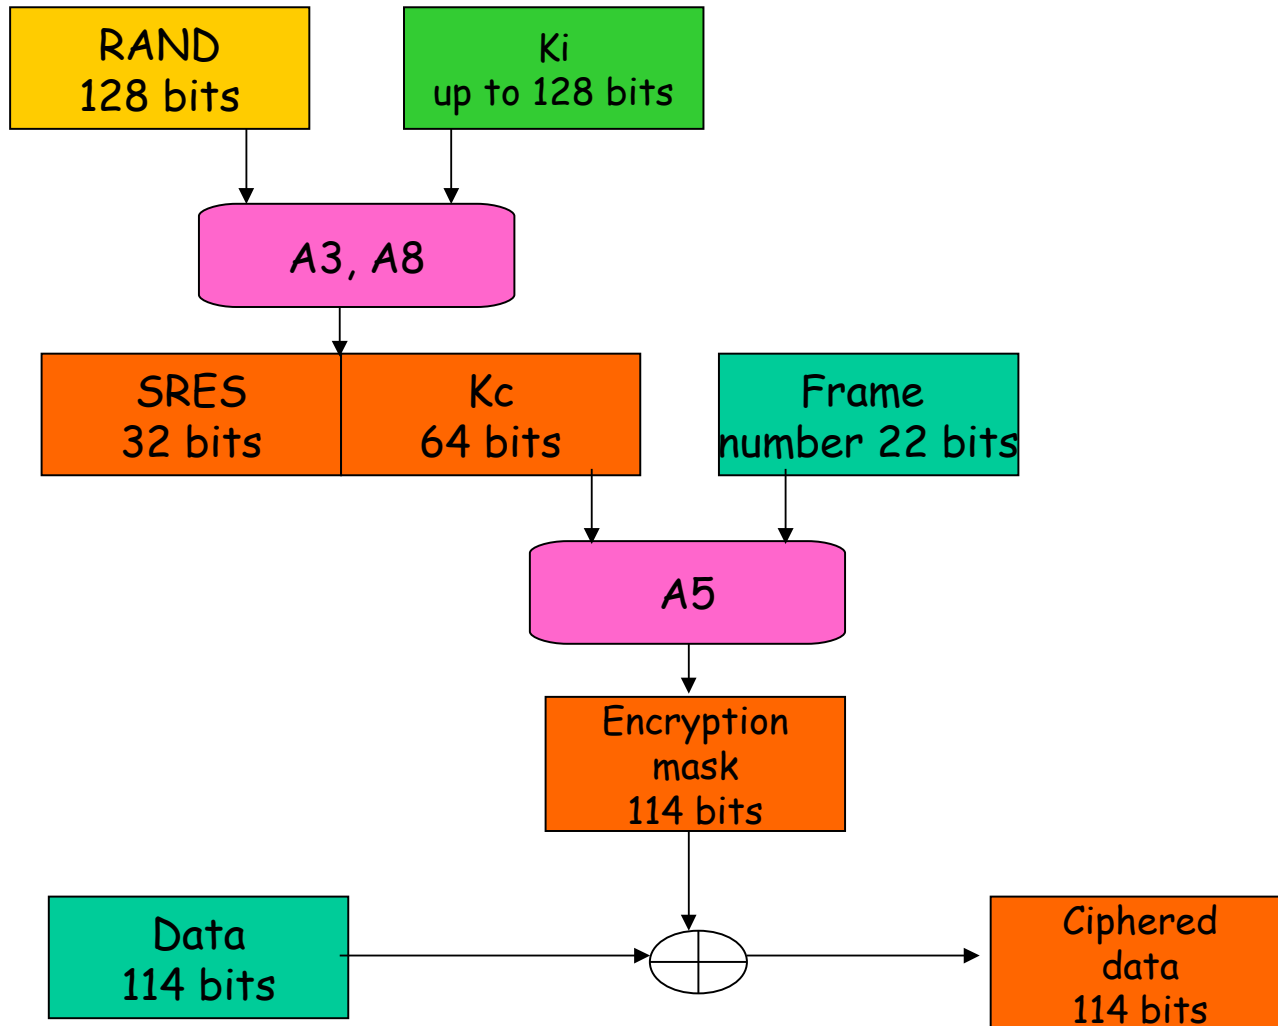 RAND
128 bits
Ki
up to 128 bits
A3, A8
SRES
32 bits
Kc
64 bits
Frame
number 22 bits
A5
Encryption
mask
114 bits
Data
114 bits
Ciphered
data
114 bits